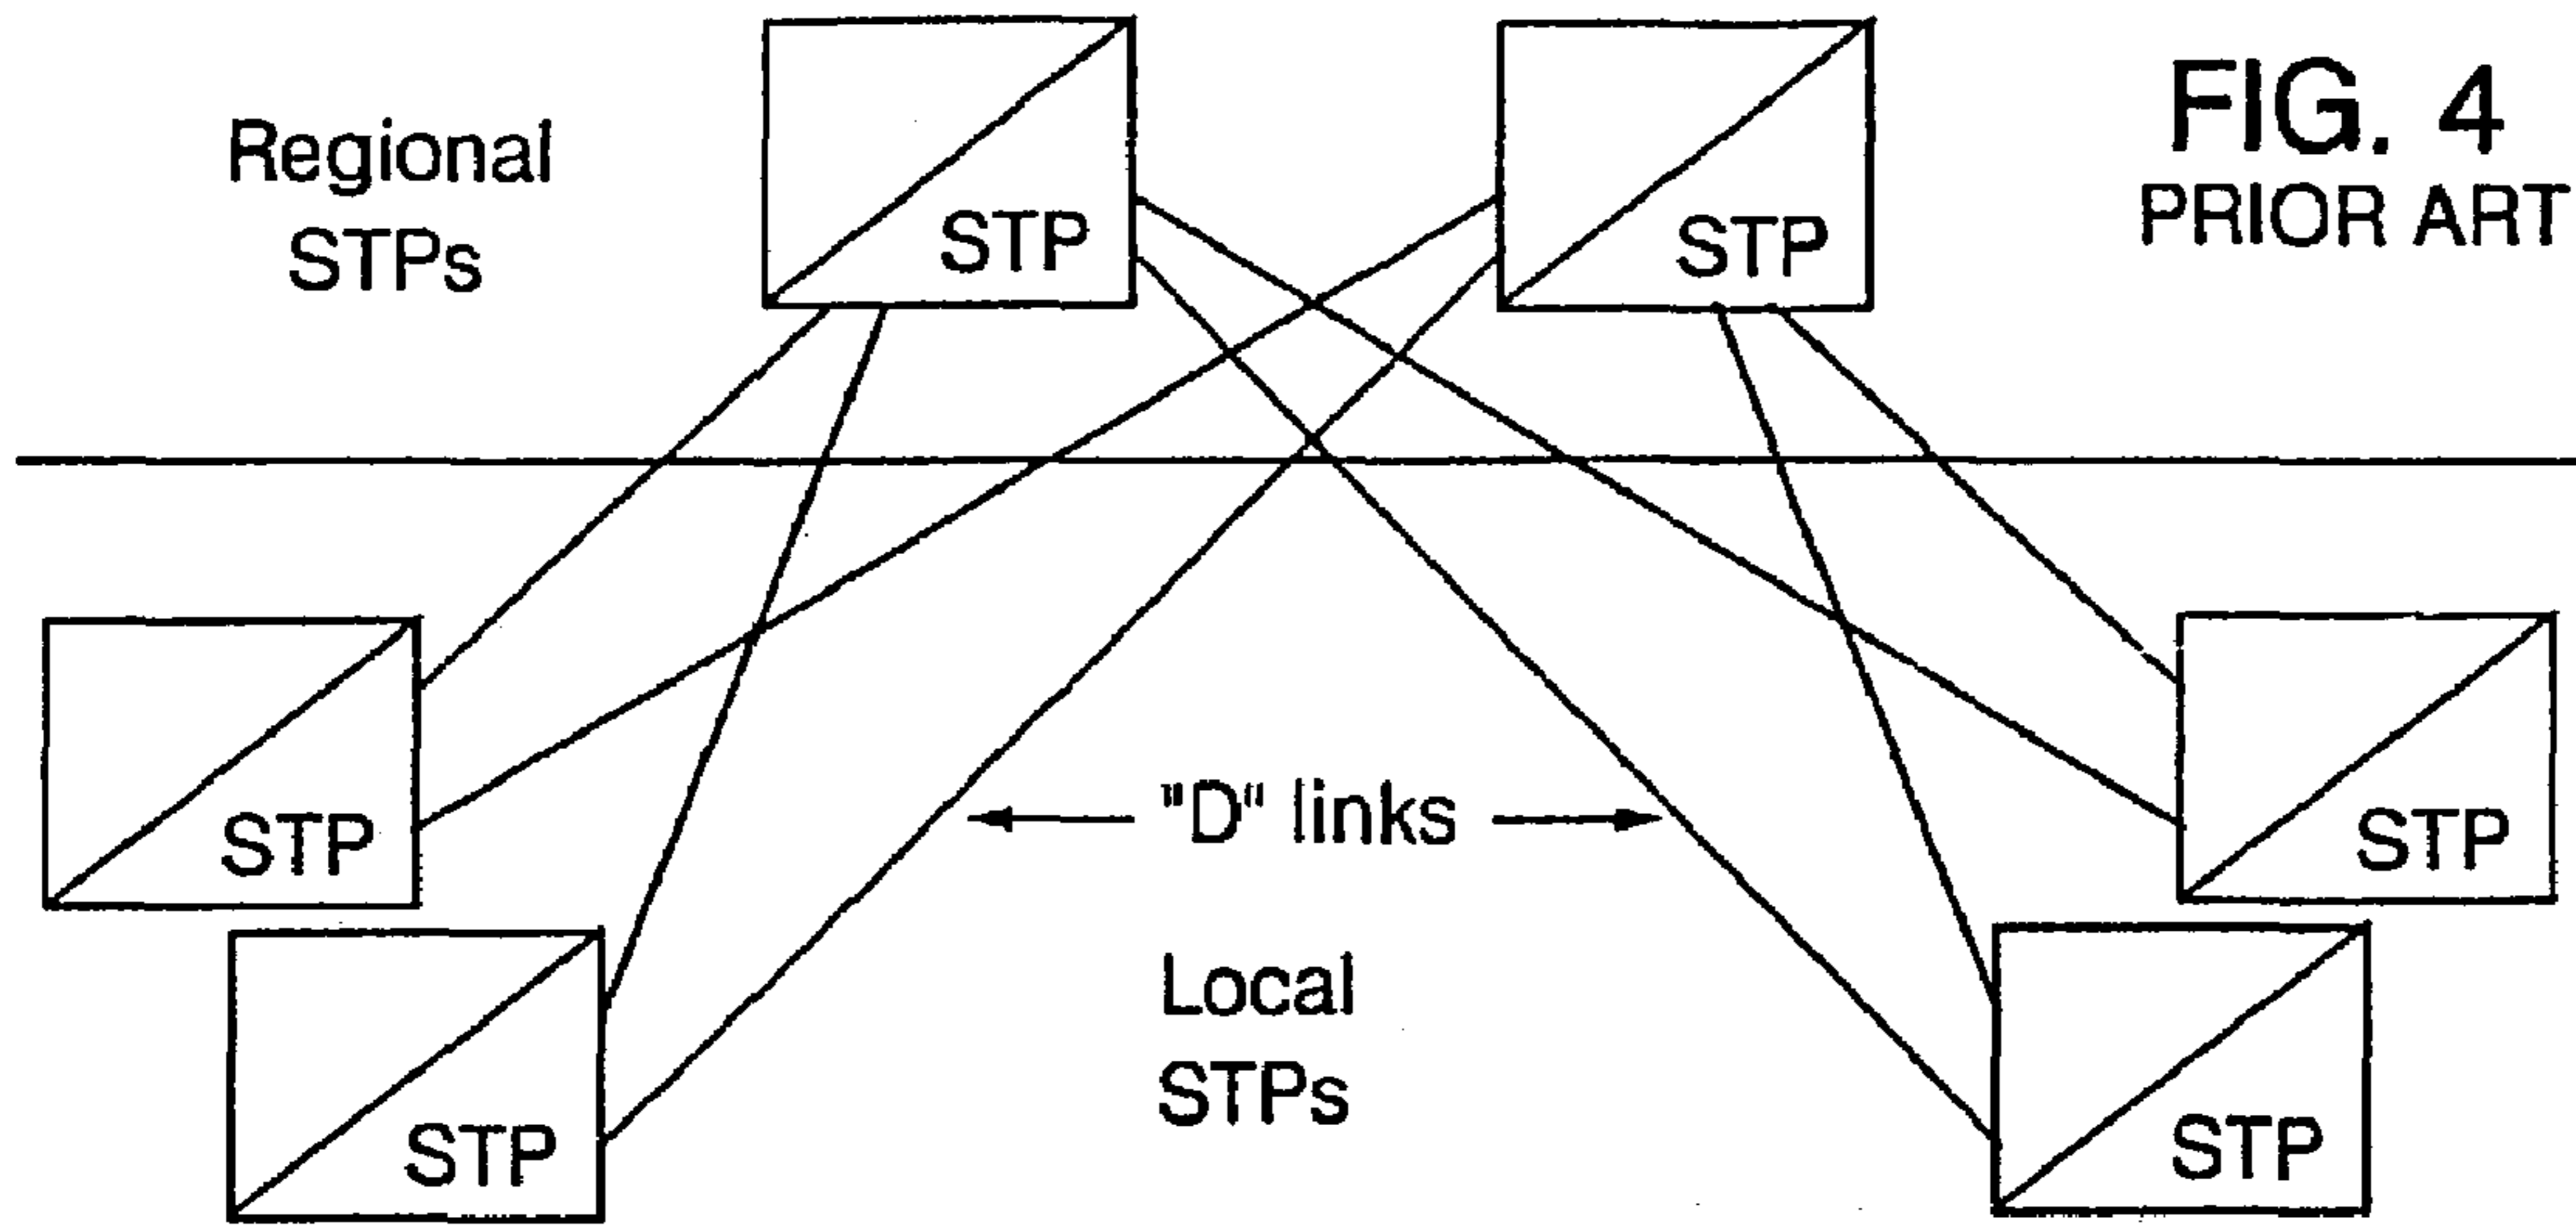 Regional
STPs
STP
STP
FIG. 4
PRIOR ART
STP
STP
"D" links
Local
STPs
STP
STP